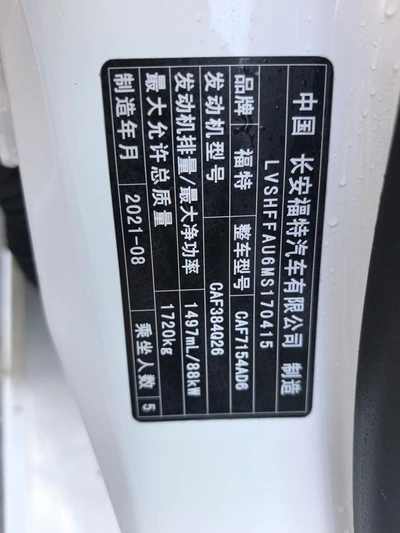 中国 长安福特汽车有限公司 制造
LVSHFFAU6MS170415
品牌 福特 整车型号 CAF7154AD6
发动机型号 CAF384Q26
发动机排量/最大净功率 1497mL/88kW
最大允许总质量 1720kg
制造年月 2021-08 乘坐人数 5